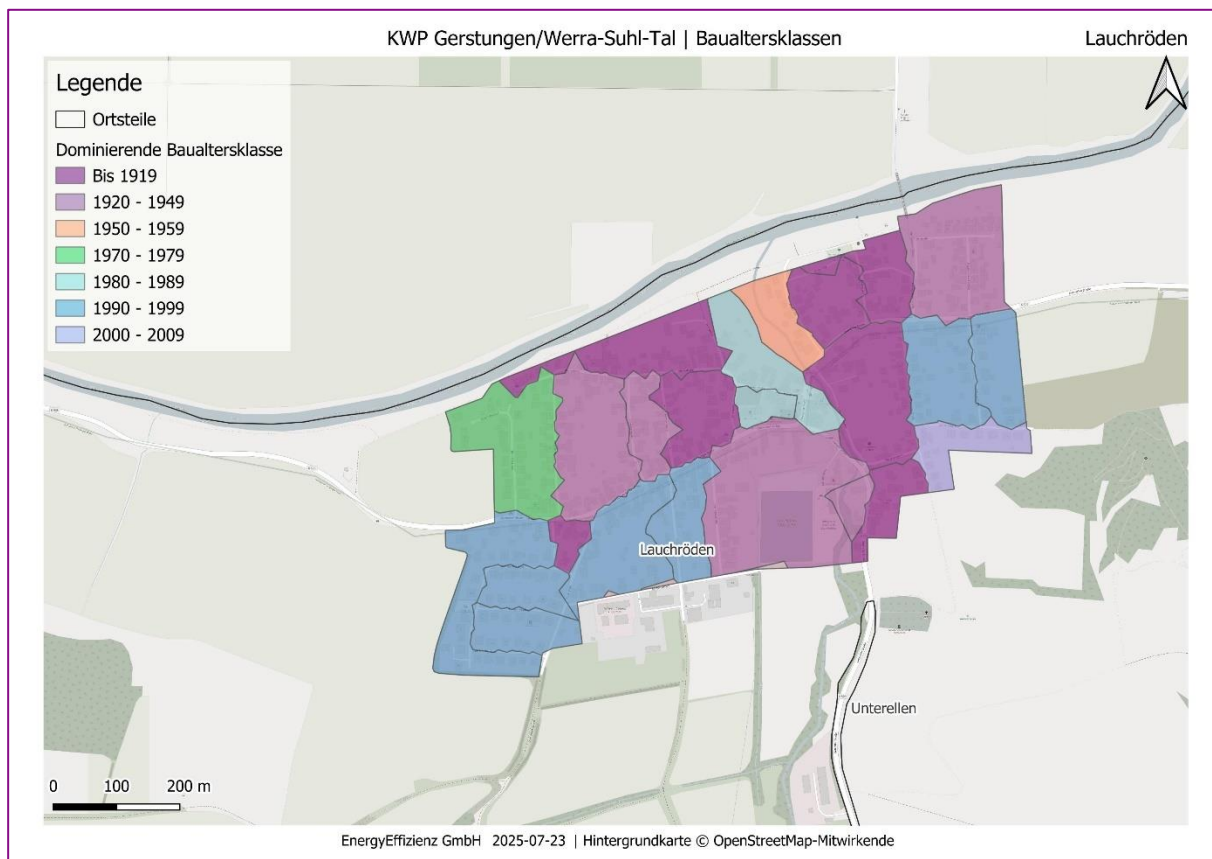 KWP Gerstungen/Werra-Suhl-Tal | Baualtersklassen
Lauchröden
Legende
Ortsteile
Dominierende Baualtersklasse
Bis 1919
1920 - 1949
1950 - 1959
1970 - 1979
1980 - 1989
1990 - 1999
2000 - 2009
Lauchröden
Unterellen
0 100 200 m
EnergyEffizienz GmbH 2025-07-23 | Hintergrundkarte © OpenStreetMap-Mitwirkende